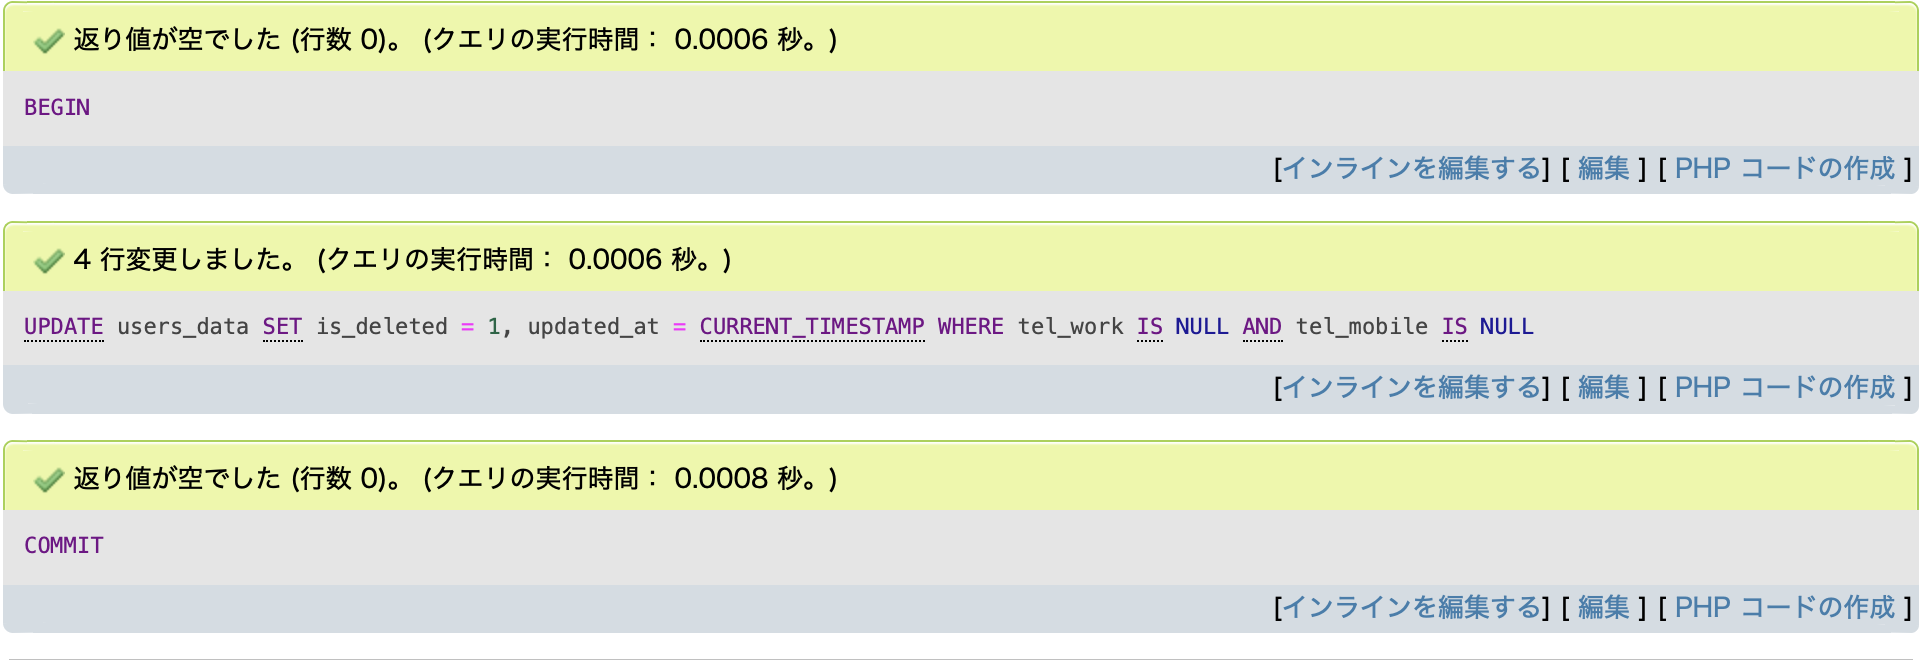 返り値が空でした (行数 0)。 (クエリの実行時間： 0.0006 秒。)
BEGIN
[インラインを編集する] [ 編集 ] [ PHP コードの作成 ]
4 行変更しました。 (クエリの実行時間： 0.0006 秒。)
UPDATE users_data SET is_deleted = 1, updated_at = CURRENT_TIMESTAMP WHERE tel_work IS NULL AND tel_mobile IS NULL
[インラインを編集する] [ 編集 ] [ PHP コードの作成 ]
返り値が空でした (行数 0)。 (クエリの実行時間： 0.0008 秒。)
COMMIT
[インラインを編集する] [ 編集 ] [ PHP コードの作成 ]